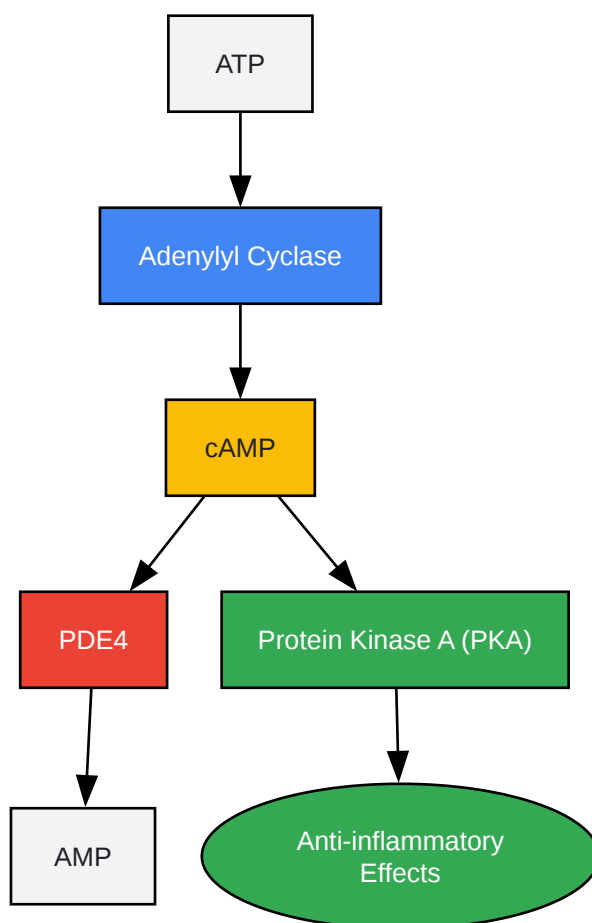 ATP
Adenylyl Cyclase
cAMP
PDE4
Protein Kinase A (PKA)
AMP
Anti-inflammatory
Effects